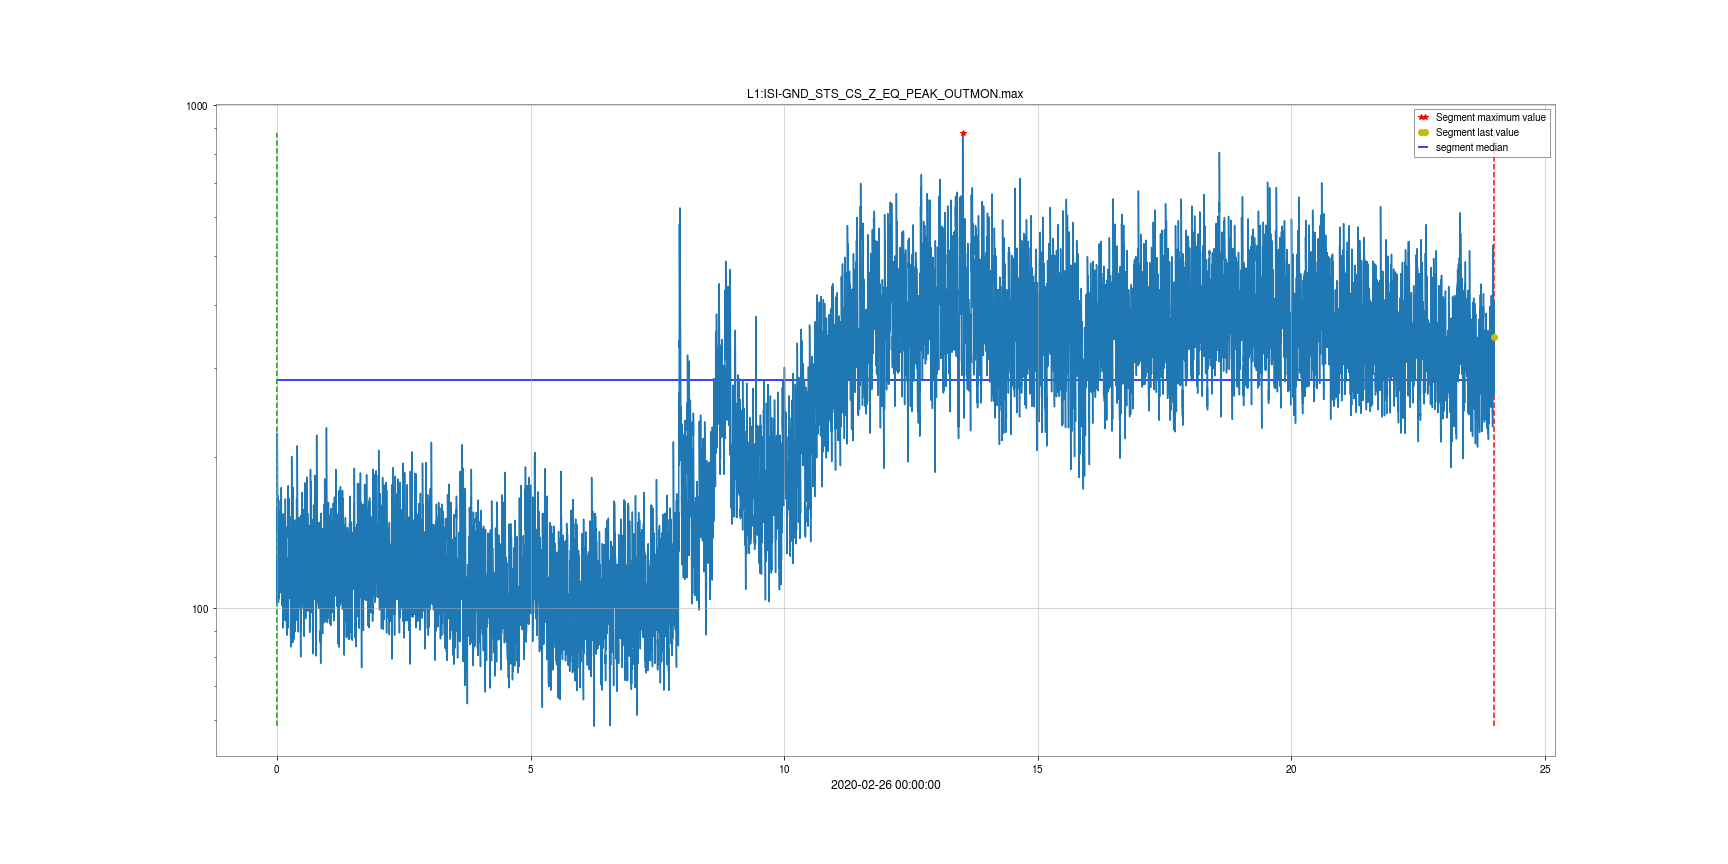 L1:ISI-GND_STS_CS_Z_EQ_PEAK_OUTMON.max
1000
100
Segment maximum value
Segment last value
segment median
0 5 10 15 20 25
2020-02-26 00:00:00